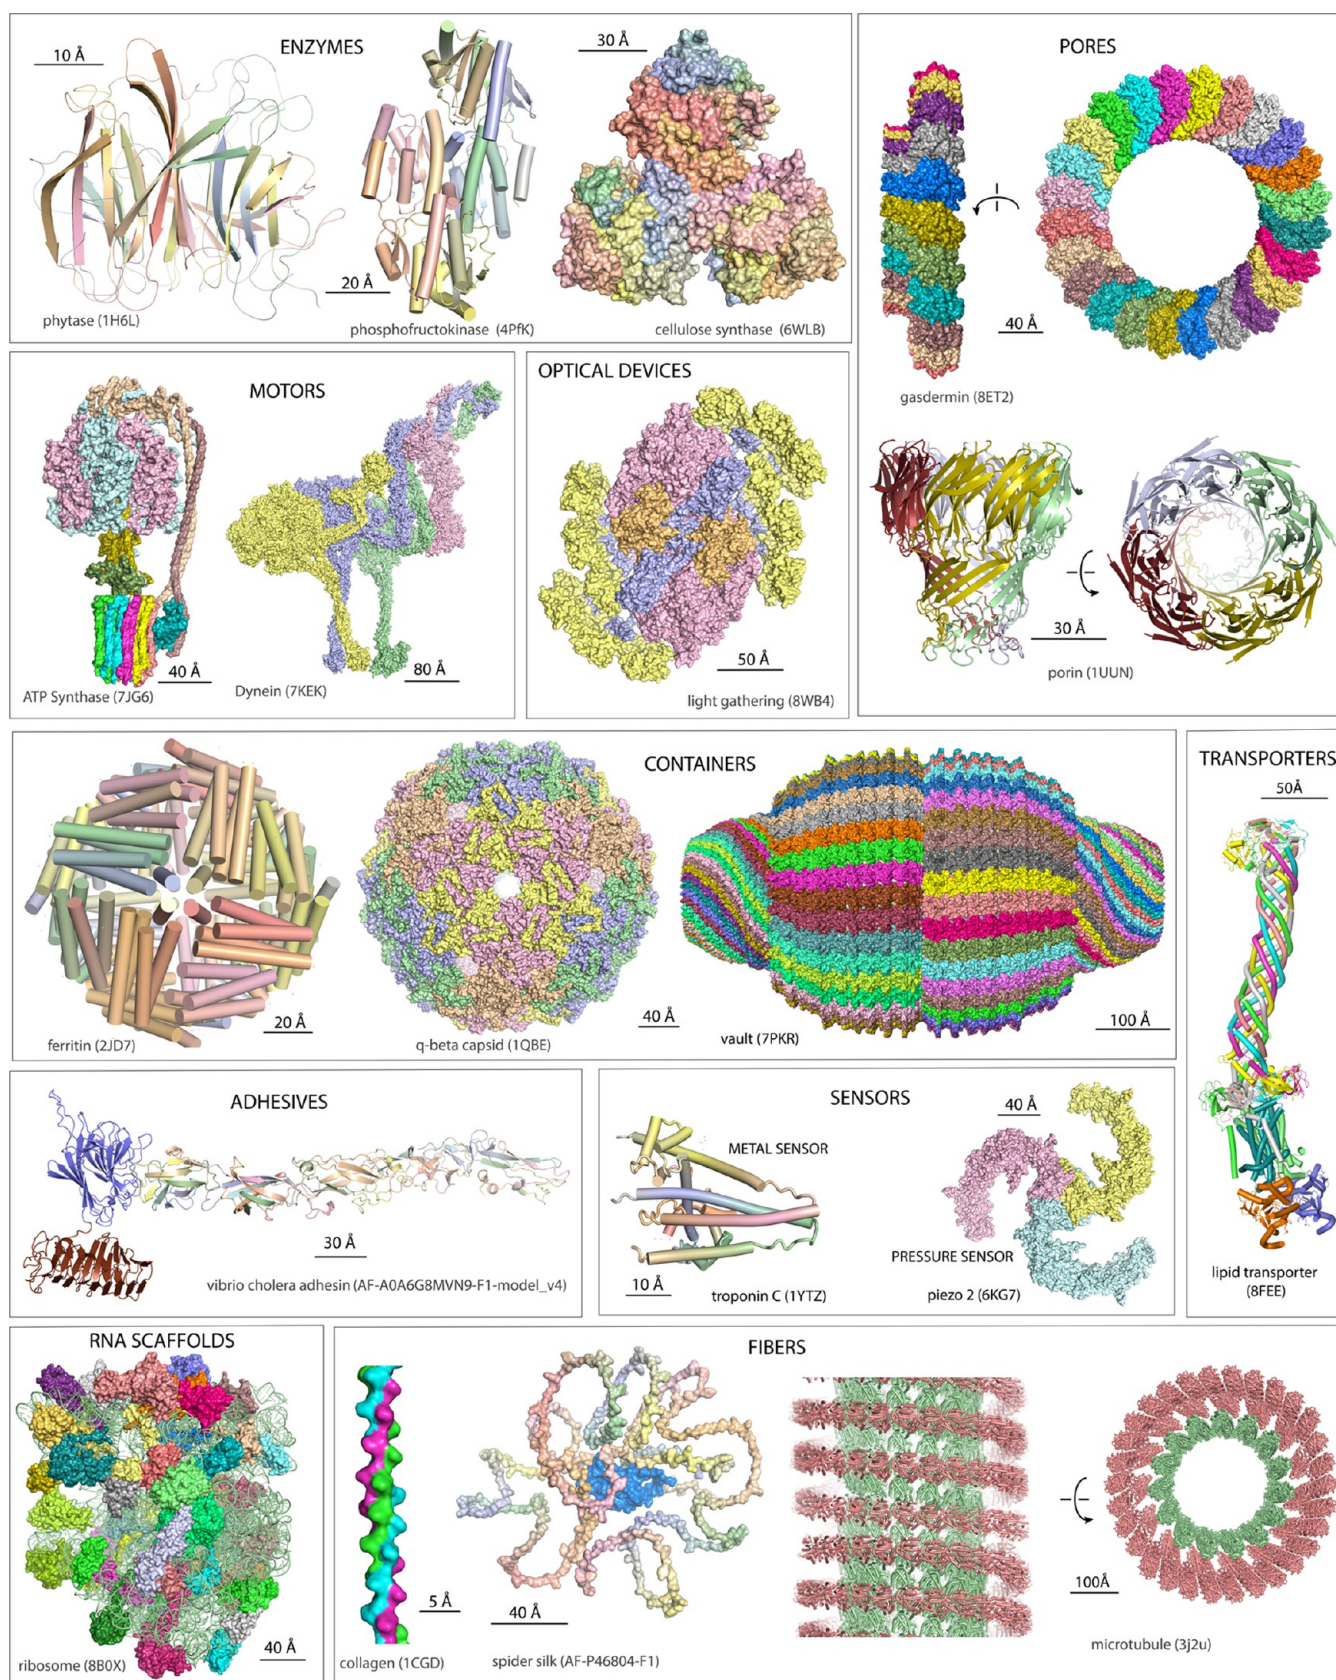 ENZYMES
10 Å
phytase (1H6L)
20 Å
phosphofructokinase (4PfK)
30 Å
cellulose synthase (6WLB)
PORES
40 Å
gasdermin (8ET2)
30 Å
porin (1UUN)
MOTORS
40 Å
ATP Synthase (7JG6)
Dynein (7KEK)
80 Å
OPTICAL DEVICES
50 Å
light gathering (8WB4)
CONTAINERS
20 Å
ferritin (2JD7)
40 Å
q-beta capsid (1QBE)
100 Å
vault (7PKR)
TRANSPORTERS
50Å
lipid transporter
(8FEE)
ADHESIVES
30 Å
vibrio cholera adhesin (AF-A0A6G8MVN9-F1-model_v4)
SENSORS
METAL SENSOR
10 Å
troponin C (1YTZ)
40 Å
PRESSURE SENSOR
piezo 2 (6KG7)
RNA SCAFFOLDS
40 Å
ribosome (8B0X)
FIBERS
5 Å
collagen (1CGD)
40 Å
spider silk (AF-P46804-F1)
100Å
microtubule (3j2u)